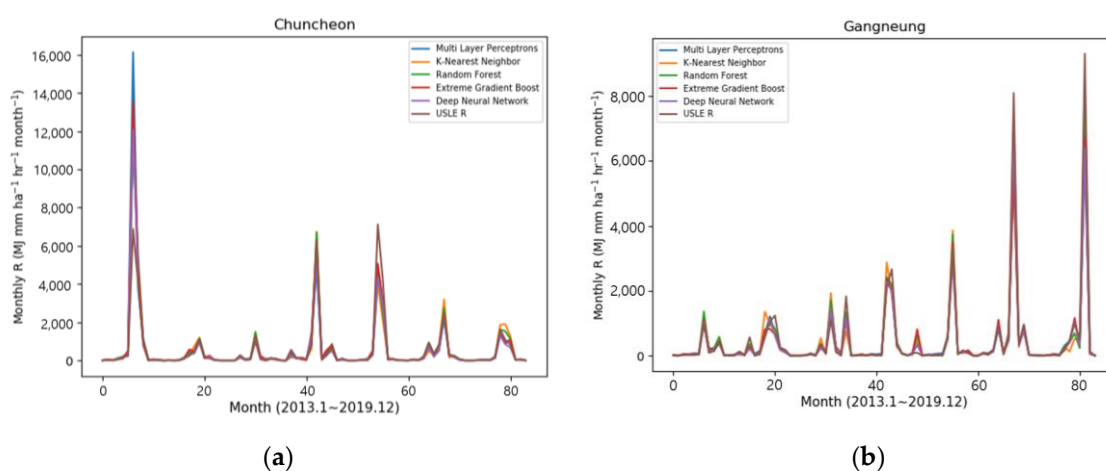 Chuncheon
16,000
14,000
12,000
10,000
8,000
6,000
4,000
2,000
0
Monthly R (MJ mm ha⁻¹ hr⁻¹ month⁻¹)
Multi Layer Perceptrons
K-Nearest Neighbor
Random Forest
Extreme Gradient Boost
Deep Neural Network
USLE R
0 20 40 60 80
Month (2013.1~2019.12)
(a)
Gangneung
8,000
6,000
4,000
2,000
0
Monthly R (MJ mm ha⁻¹ hr⁻¹ month⁻¹)
Multi Layer Perceptrons
K-Nearest Neighbor
Random Forest
Extreme Gradient Boost
Deep Neural Network
USLE R
0 20 40 60 80
Month (2013.1~2019.12)
(b)